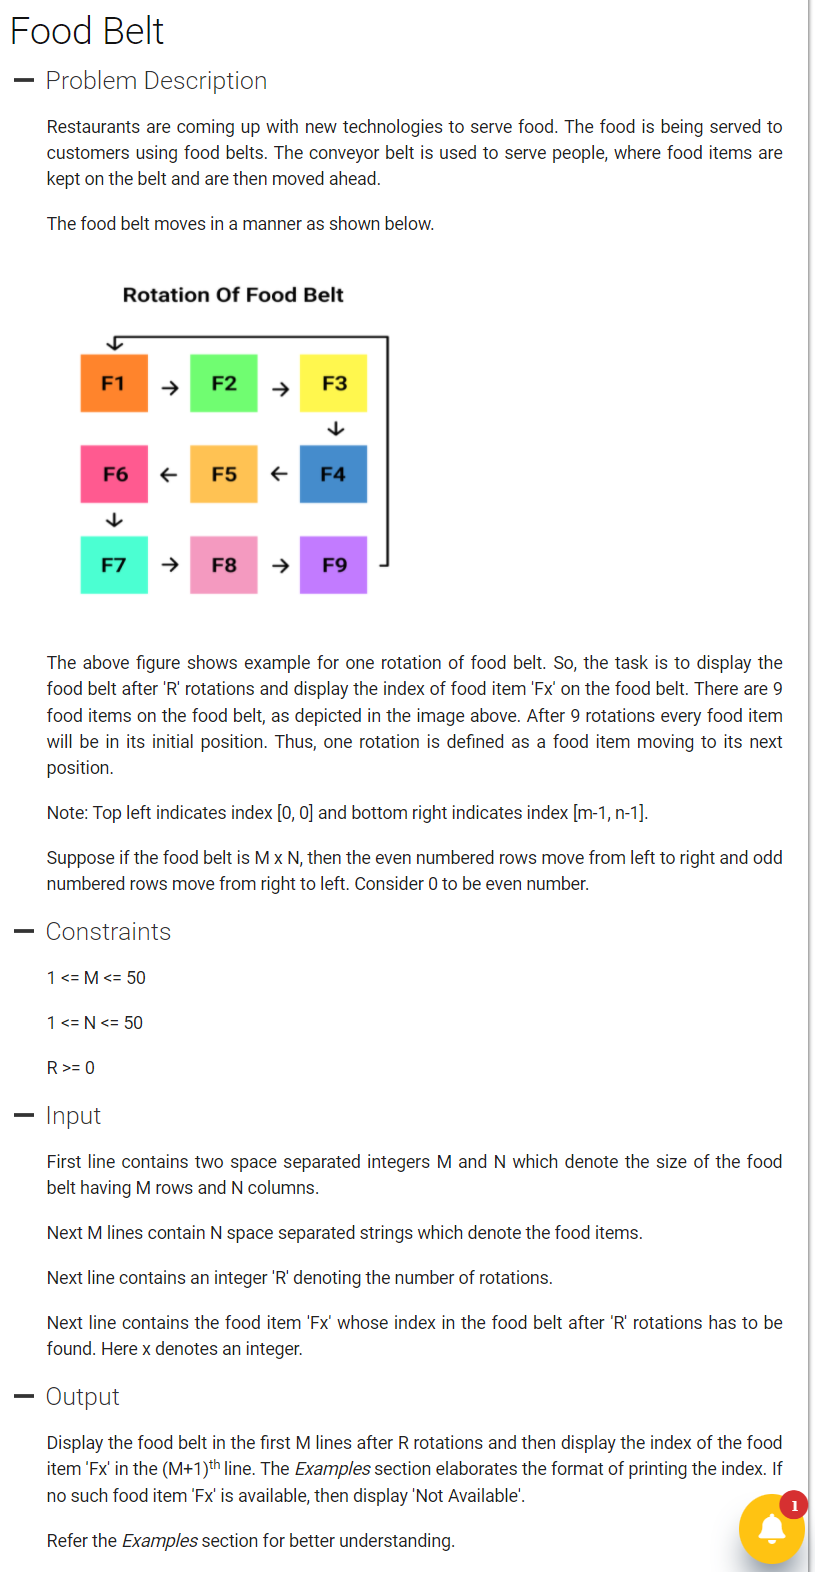 Food Belt
Problem Description
Restaurants are coming up with new technologies to serve food. The food is being served to
customers using food belts. The conveyor belt is used to serve people, where food items are
kept on the belt and are then moved ahead.
The food belt moves in a manner as shown below.
Rotation Of Food Belt
F1 → F2 → F3
F6 ← F5 ← F4
F7 → F8 → F9
The above figure shows example for one rotation of food belt. So, the task is to display the
food belt after 'R' rotations and display the index of food item 'Fx' on the food belt. There are 9
food items on the food belt, as depicted in the image above. After 9 rotations every food item
will be in its initial position. Thus, one rotation is defined as a food item moving to its next
position.
Note: Top left indicates index [0, 0] and bottom right indicates index [m-1, n-1].
Suppose if the food belt is M x N, then the even numbered rows move from left to right and odd
numbered rows move from right to left. Consider 0 to be even number.
Constraints
1 <= M <= 50
1 <= N <= 50
R >= 0
Input
First line contains two space separated integers M and N which denote the size of the food
belt having M rows and N columns.
Next M lines contain N space separated strings which denote the food items.
Next line contains an integer 'R' denoting the number of rotations.
Next line contains the food item 'Fx' whose index in the food belt after 'R' rotations has to be
found. Here x denotes an integer.
Output
Display the food belt in the first M lines after R rotations and then display the index of the food
item 'Fx' in the (M+1)th line. The Examples section elaborates the format of printing the index. If
no such food item 'Fx' is available, then display 'Not Available'.
1
Refer the Examples section for better understanding.